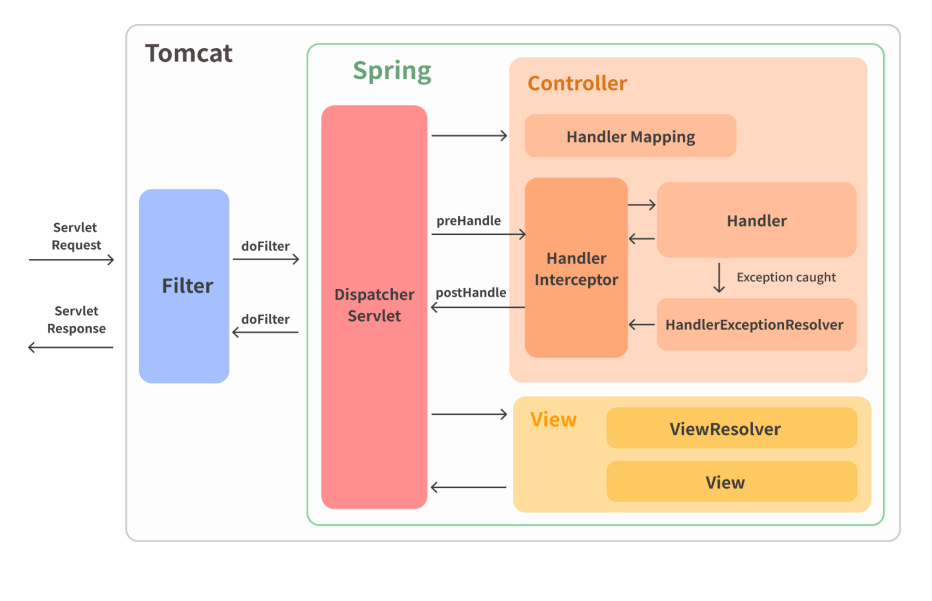 Tomcat
Spring
Controller
Handler Mapping
Servlet
Request
Servlet
Response
Filter
doFilter
doFilter
Dispatcher
Servlet
preHandle
postHandle
Handler
Interceptor
Handler
Exception caught
HandlerExceptionResolver
View
ViewResolver
View